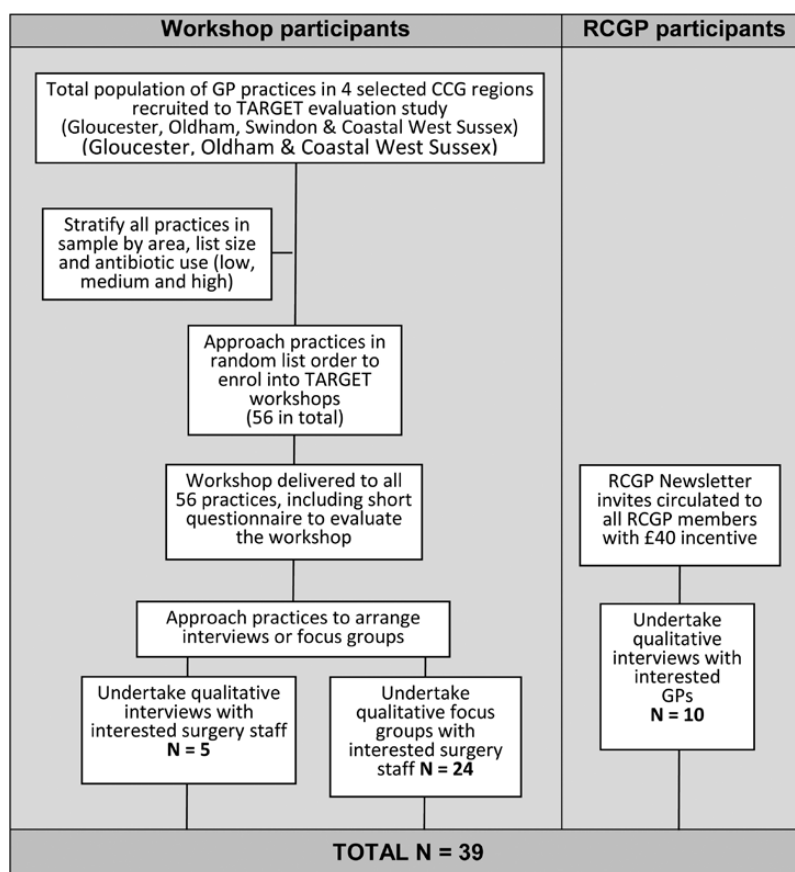 Workshop participants
RCGP participants
Total population of GP practices in 4 selected CCG regions
recruited to TARGET evaluation study
(Gloucester, Oldham, Swindon & Coastal West Sussex)
(Gloucester, Oldham & Coastal West Sussex)
Stratify all practices in
sample by area, list size
and antibiotic use (low,
medium and high)
Approach practices in
random list order to
enrol into TARGET
workshops
(56 in total)
Workshop delivered to all
56 practices, including short
questionnaire to evaluate
the workshop
Approach practices to arrange
interviews or focus groups
Undertake qualitative
interviews with
interested surgery staff
N = 5
Undertake
qualitative focus
groups with
interested surgery
staff N = 24
RCGP Newsletter
invites circulated to
all RCGP members
with £40 incentive
Undertake
qualitative
interviews with
interested
GPs
N = 10
TOTAL N = 39